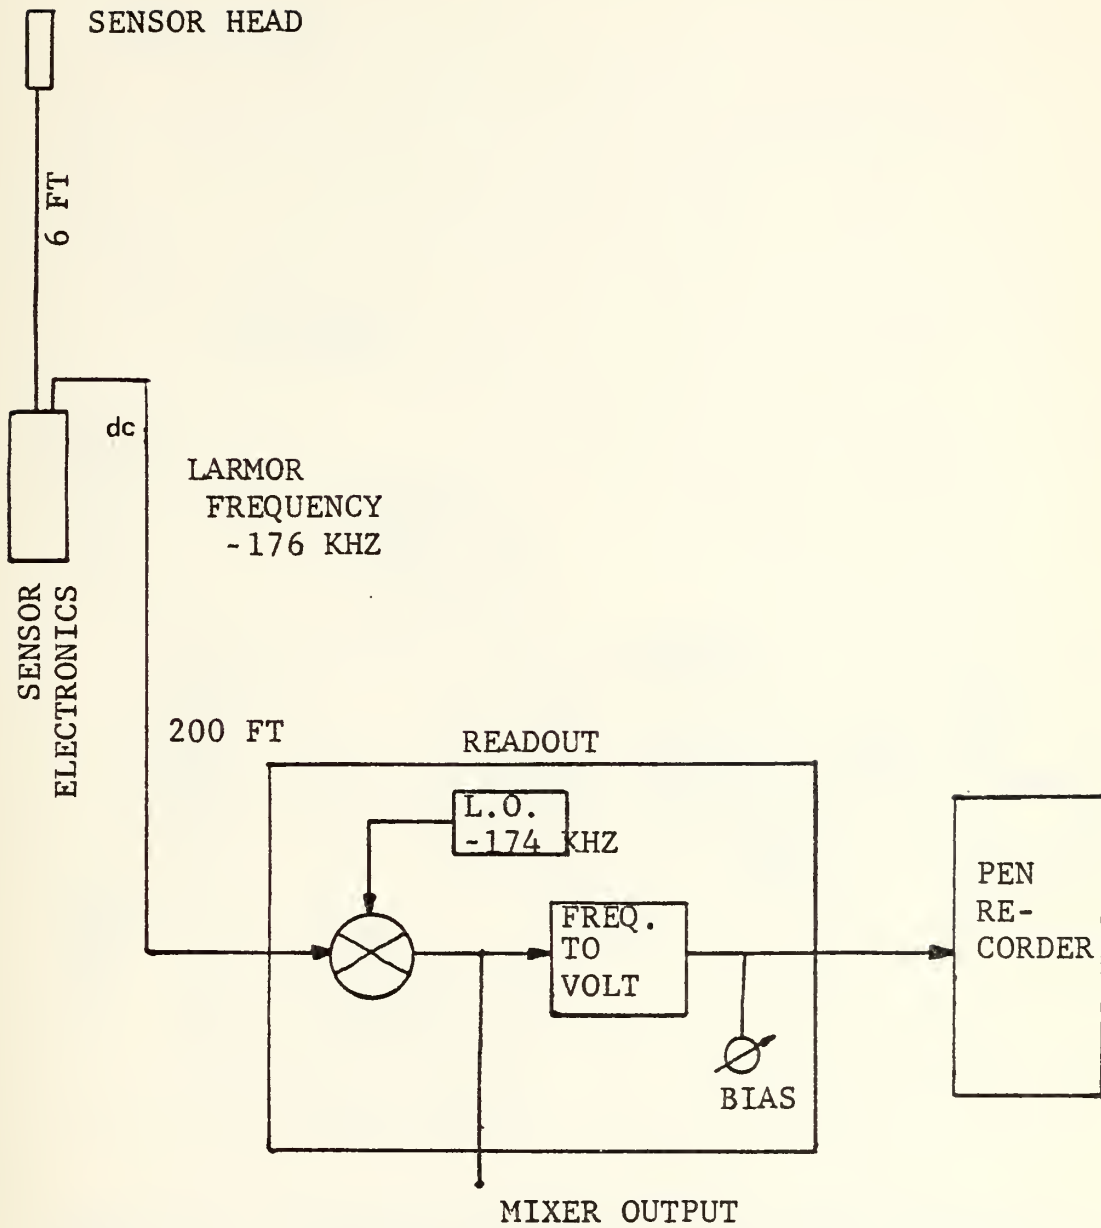 SENSOR HEAD
6 FT
dc
LARMOR
FREQUENCY
~176 KHZ
SENSOR
ELECTRONICS
200 FT
READOUT
L.O.
~174 KHZ
FREQ.
TO
VOLT
BIAS
PEN
RE-
CORDER
MIXER OUTPUT